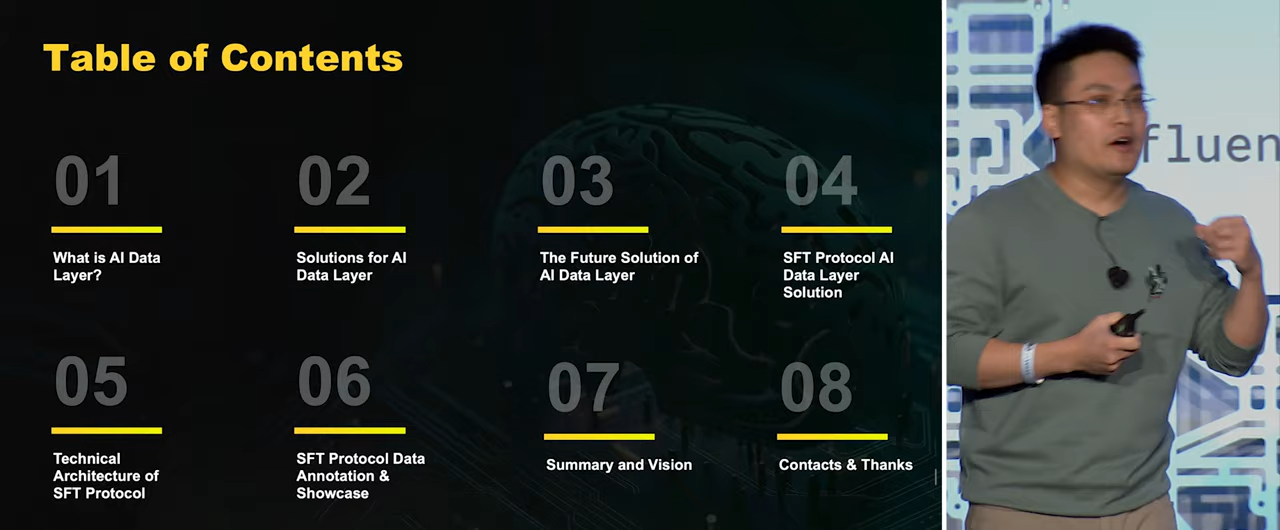 Table of Contents
01
02
03
04
What is AI Data
Layer?
Solutions for AI
Data Layer
The Future Solution of
AI Data Layer
SFT Protocol AI
Data Layer
Solution
05
06
07
08
Technical
Architecture of
SFT Protocol
SFT Protocol Data
Annotation &
Showcase
Summary and Vision
Contacts & Thanks
fluen